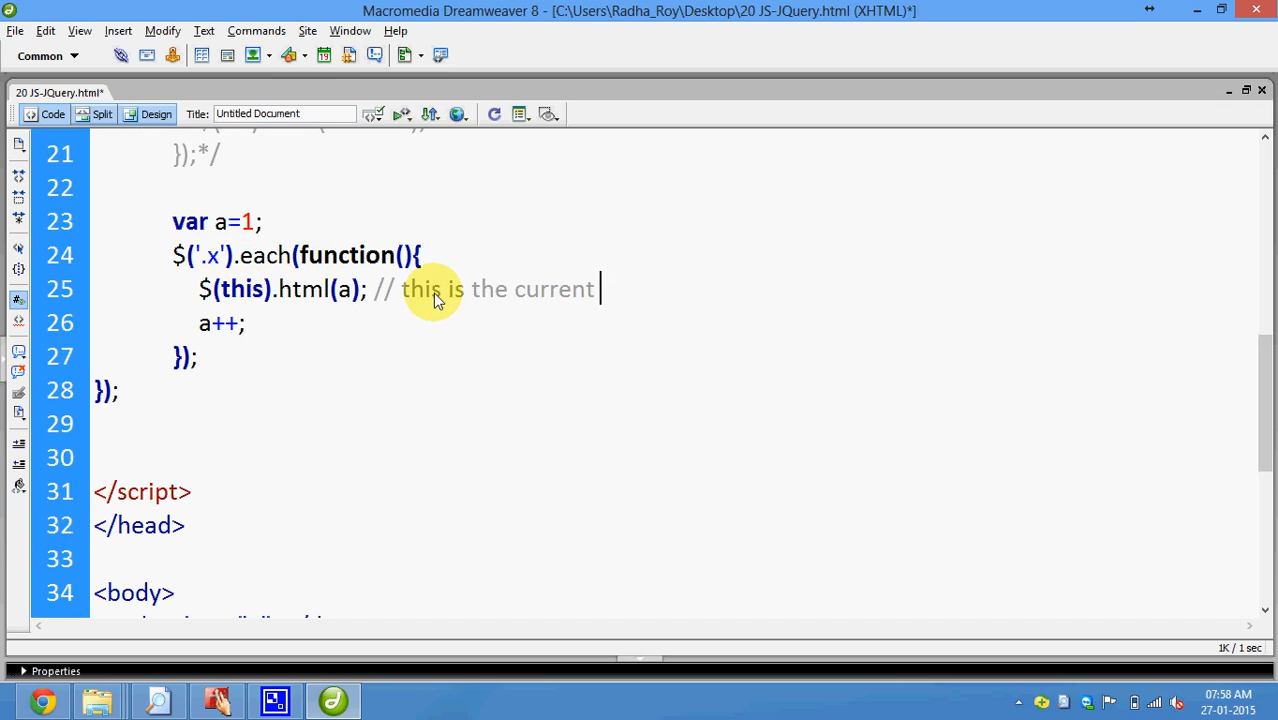 Macromedia Dreamweaver 8 - [C:\Users\Radha_Roy\Desktop\20 JS-JQuery.html (XHTML)*]
File Edit View Insert Modify Text Commands Site Window Help
Common
20 JS-JQuery.html*
Code Split Design Title: Untitled Document
21 });*/
22
23 var a=1;
24 $('.x').each(function(){
25 $(this).html(a); // this is the current
26 a++;
27 });
28 });
29
30
31 </script>
32 </head>
33
34 <body>
1K / 1 sec
Properties
07:58 AM
27-01-2015